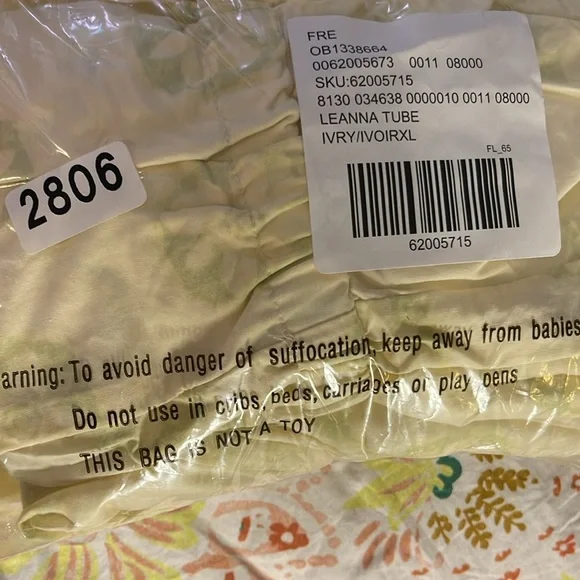 FRE
OB1338664
0062005673 0011 08000
SKU:62005715
8130 034638 0000010 0011 08000
LEANNA TUBE
IVRY/IVOIRXL
FL_65
62005715
2806
arning: To avoid danger of suffocation, keep away from babies
Do not use in cribs, beds, carriages or play pens
THIS BAG IS NOT A TOY